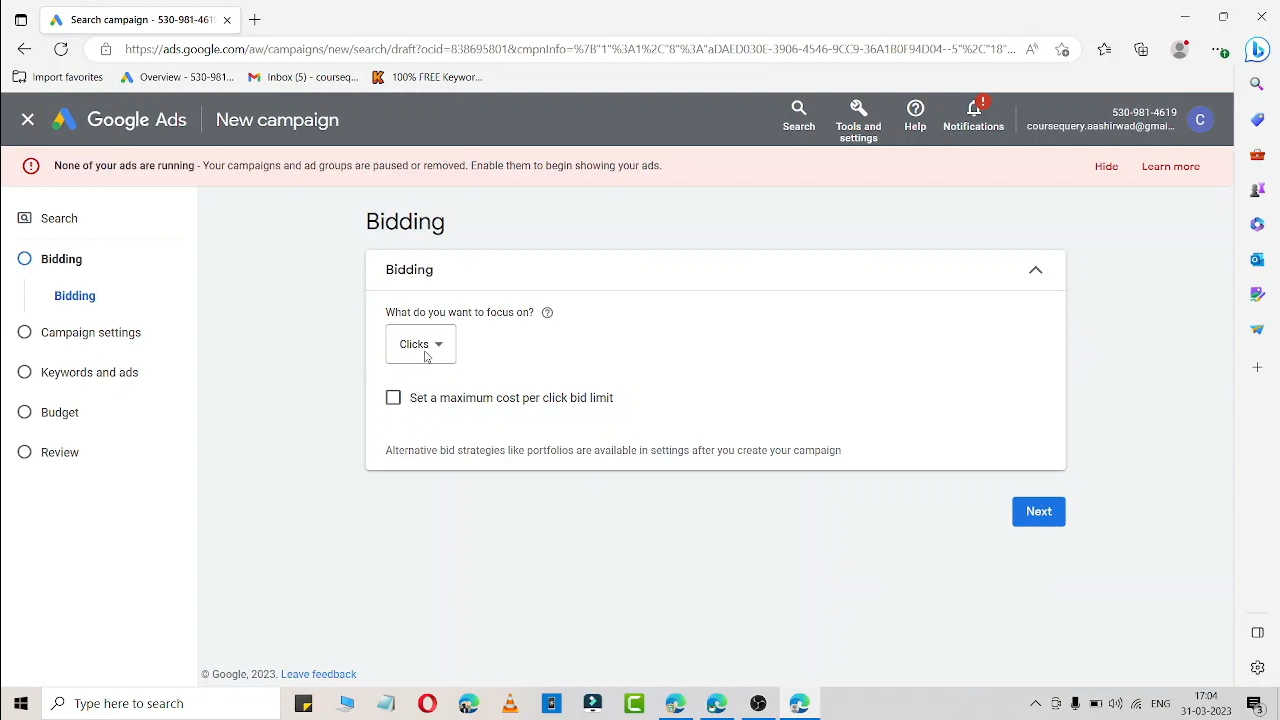 Search campaign - 530-981-461
https://ads.google.com/aw/campaigns/new/search/draft?ocid=838695801&cmpnInfo=%7B"1"%3A1%2C"8"%3A"aDAED030E-3906-4546-9CC9-36A1B0F94D04--5"%2C"18"...
Import favorites
Overview - 530-981...
Inbox (5) - courseq...
100% FREE Keywor...
Google Ads
New campaign
Search
Tools and
settings
Help
Notifications
530-981-4619
coursequery.aashirwad@gmai...
C
None of your ads are running - Your campaigns and ad groups are paused or removed. Enable them to begin showing your ads.
Hide
Learn more
Search
Bidding
Bidding
Campaign settings
Keywords and ads
Budget
Review
Bidding
Bidding
What do you want to focus on?
Clicks
Set a maximum cost per click bid limit
Alternative bid strategies like portfolios are available in settings after you create your campaign
Next
© Google, 2023. Leave feedback
Type here to search
ENG
17:04
31-03-2023
3